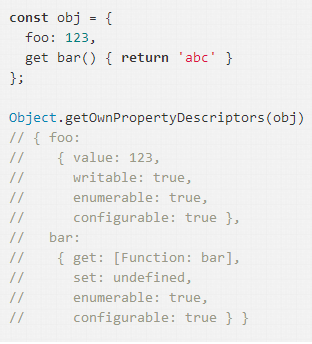 const obj = {
  foo: 123,
  get bar() { return 'abc' }
};

Object.getOwnPropertyDescriptors(obj)
// { foo:
//    { value: 123,
//      writable: true,
//      enumerable: true,
//      configurable: true },
//   bar:
//    { get: [Function: bar],
//      set: undefined,
//      enumerable: true,
//      configurable: true } }